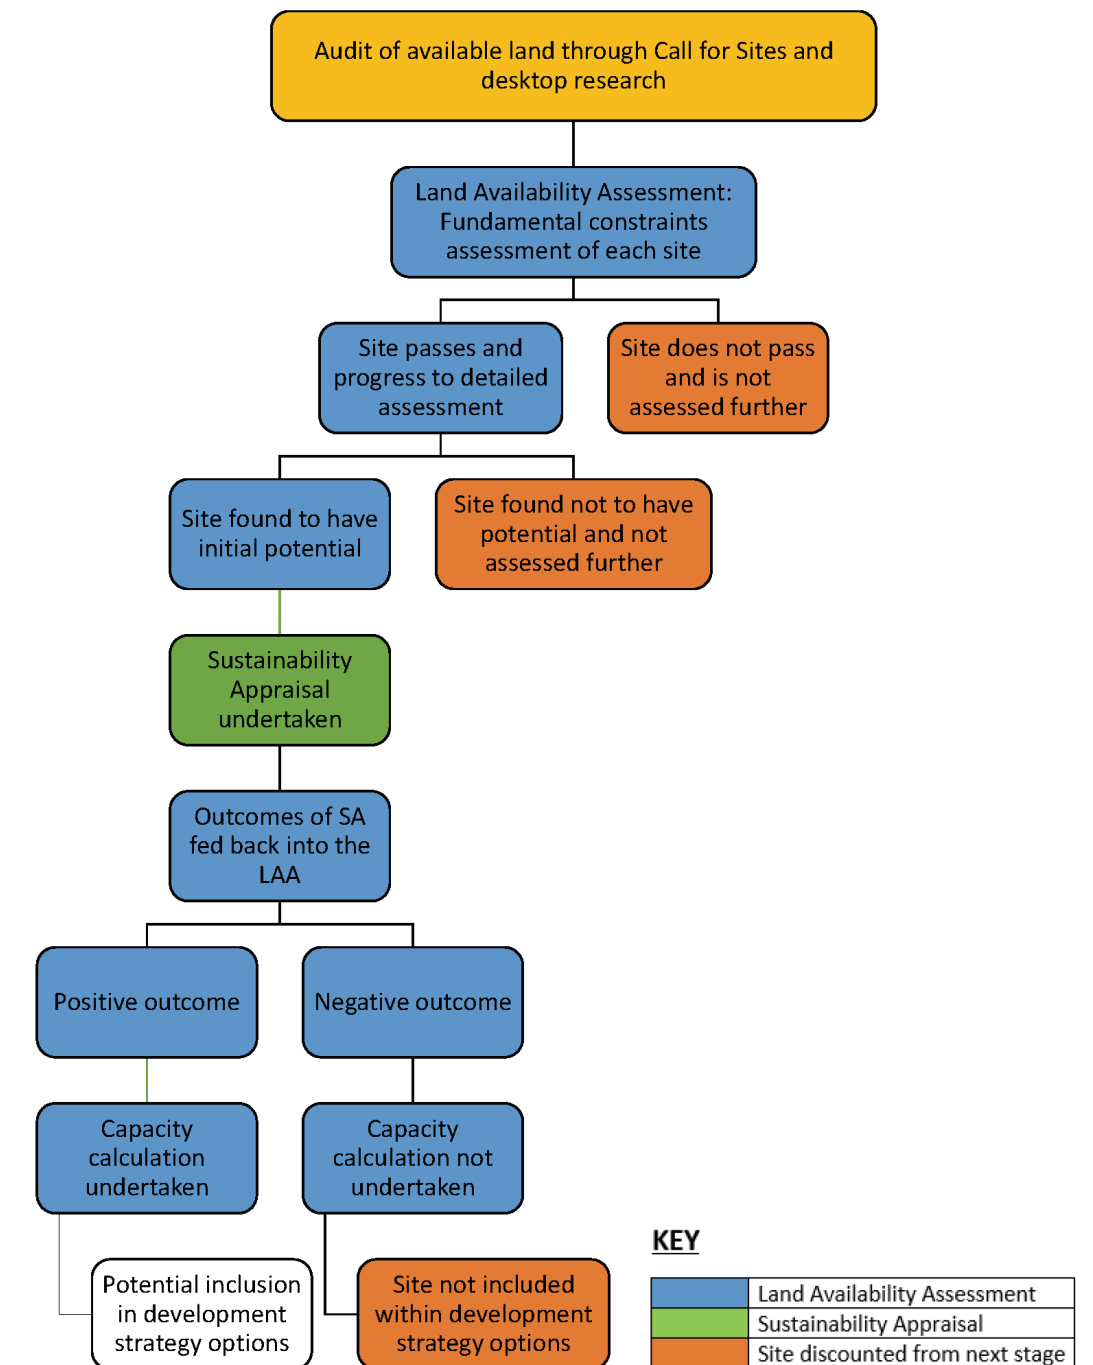 Audit of available land through Call for Sites and
desktop research
Land Availability Assessment:
Fundamental constraints
assessment of each site
Site passes and
progress to detailed
assessment
Site does not pass
and is not
assessed further
Site found to have
initial potential
Site found not to have
potential and not
assessed further
Sustainability
Appraisal
undertaken
Outcomes of SA
fed back into the
LAA
Positive outcome
Negative outcome
Capacity
calculation
undertaken
Capacity
calculation not
undertaken
Potential inclusion
in development
strategy options
Site not included
within development
strategy options
KEY
Land Availability Assessment
Sustainability Appraisal
Site discounted from next stage